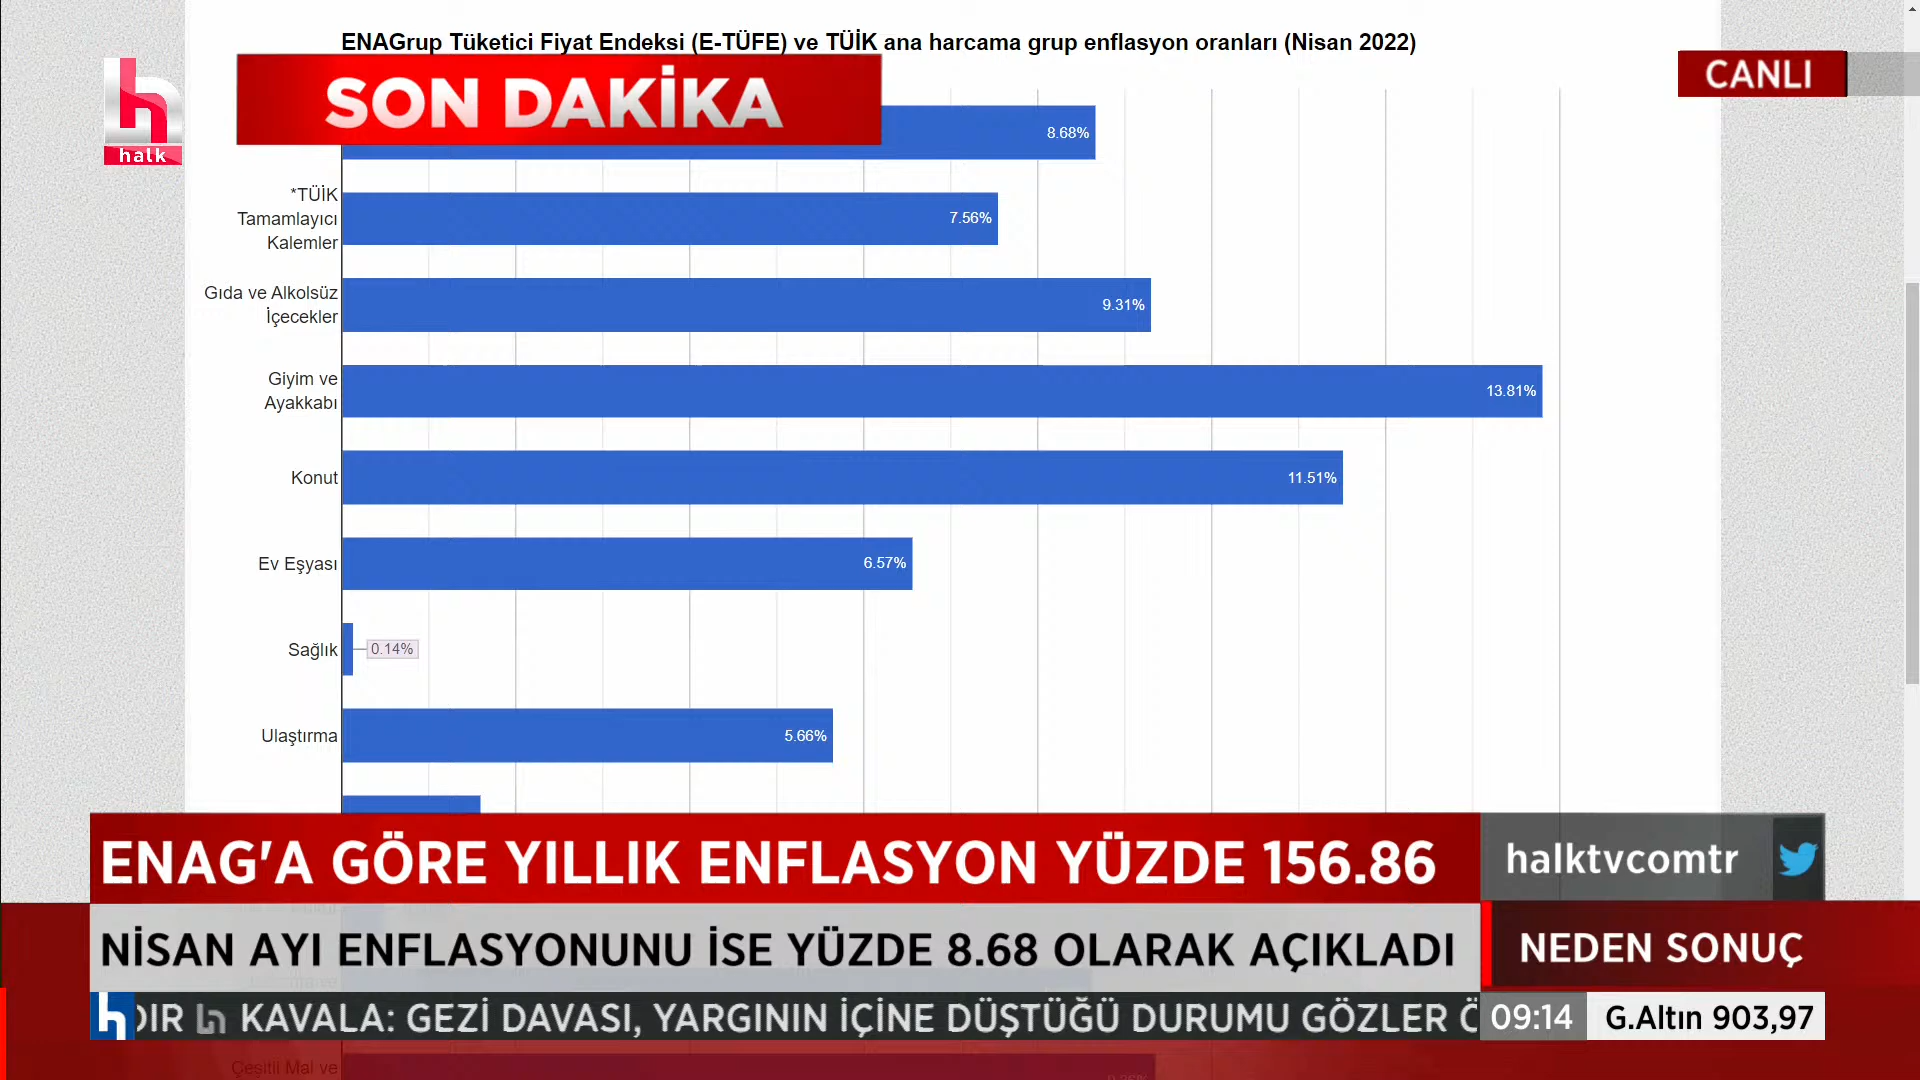 ENAGrup Tüketici Fiyat Endeksi (E-TÜFE) ve TÜİK ana harcama grup enflasyon oranları (Nisan 2022)
SON DAKİKA
CANLI
halk
8.68%
*TÜİK
Tamamlayıcı
Kalemler
7.56%
Gıda ve Alkolsüz
İçecekler
9.31%
Giyim ve
Ayakkabı
13.81%
Konut
11.51%
Ev Eşyası
6.57%
Sağlık
0.14%
Ulaştırma
5.66%
ENAG'A GÖRE YILLIK ENFLASYON YÜZDE 156.86
halktvcomtr
NİSAN AYI ENFLASYONUNU İSE YÜZDE 8.68 OLARAK AÇIKLADI
NEDEN SONUÇ
DIR KAVALA: GEZİ DAVASI, YARGININ İÇİNE DÜŞTÜĞÜ DURUMU GÖZLER Ö
09:14
G.Altın 903,97
Çeşitli Mal ve